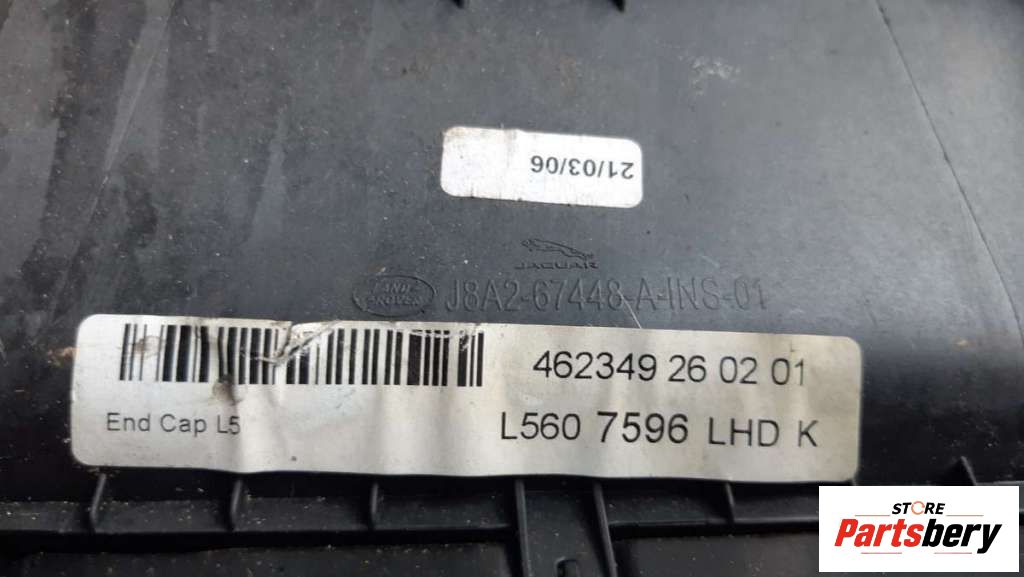 21/03/06
JAGUAR
LAND ROVER J8A2-67448-A-INS-01
462349 26 02 01
End Cap L5
L560 7596 LHD K
STORE
Partsbery